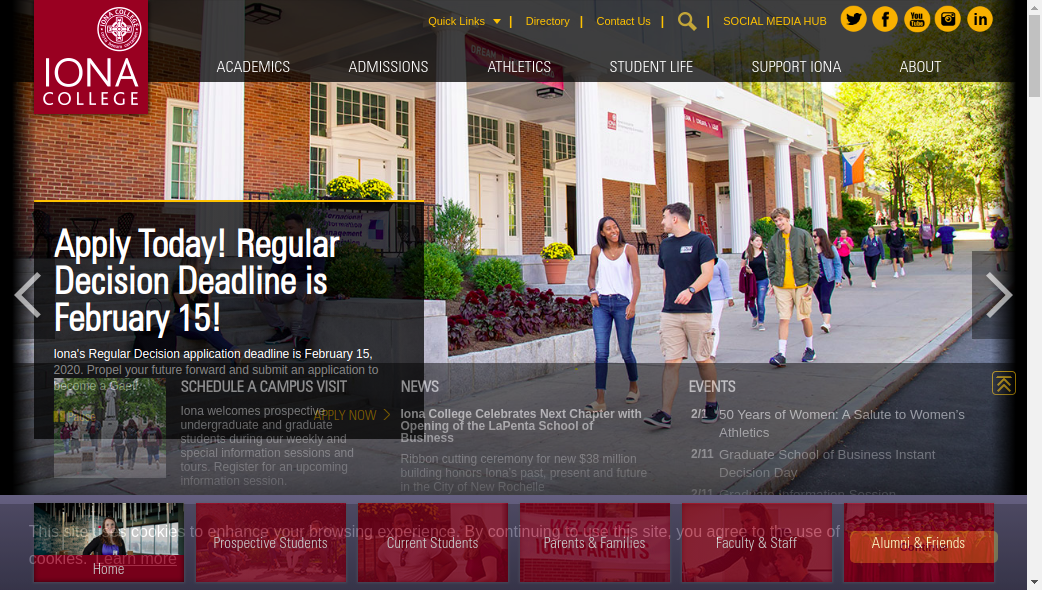 IONA
COLLEGE
Quick Links
Directory
Contact Us
SOCIAL MEDIA HUB
ACADEMICS
ADMISSIONS
ATHLETICS
STUDENT LIFE
SUPPORT IONA
ABOUT
Apply Today! Regular
Decision Deadline is
February 15!
Iona's Regular Decision application deadline is February 15,
2020. Propel your future forward and submit an application to
become a Gael.
APPLY NOW
SCHEDULE A CAMPUS VISIT
Iona welcomes prospective
undergraduate and graduate
students during our weekly and
special information sessions and
tours. Register for an upcoming
information session.
NEWS
Iona College Celebrates Next Chapter with
Opening of the LaPenta School of
Business
Ribbon cutting ceremony for new $38 million
building honors Iona's past, present and future
in the City of New Rochelle
EVENTS
2/1 50 Years of Women: A Salute to Women's
Athletics
2/11 Graduate School of Business Instant
Decision Day
2/11 Graduate Information Session
This site uses cookies to enhance your browsing experience. By continuing to use this site, you agree to the use of
cookies. Learn more
Home
Prospective Students
Current Students
Parents & Families
Faculty & Staff
Alumni & Friends